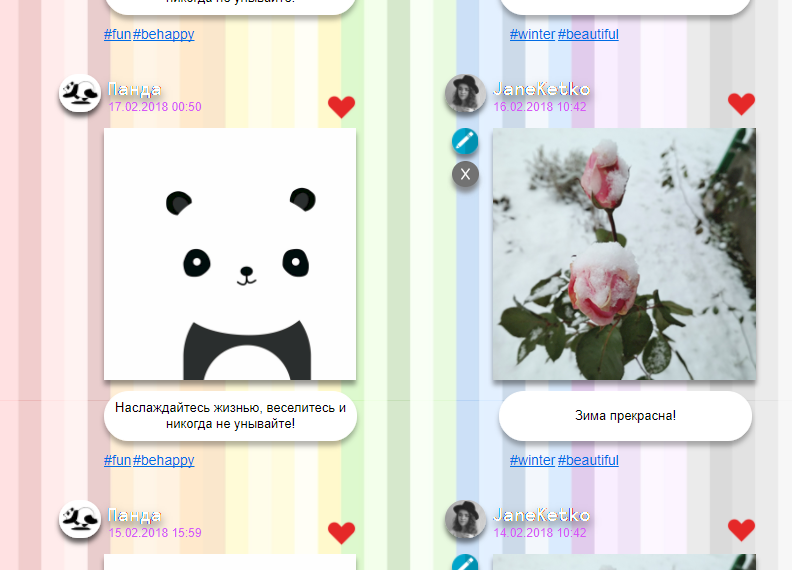 никогда не унывайте!
#fun #behappy
Панда
17.02.2018 00:50
Наслаждайтесь жизнью, веселитесь и
никогда не унывайте!
#fun #behappy
Панда
15.02.2018 15:59
#winter #beautiful
JaneKetko
16.02.2018 10:42
X
Зима прекрасна!
#winter #beautiful
JaneKetko
14.02.2018 10:42